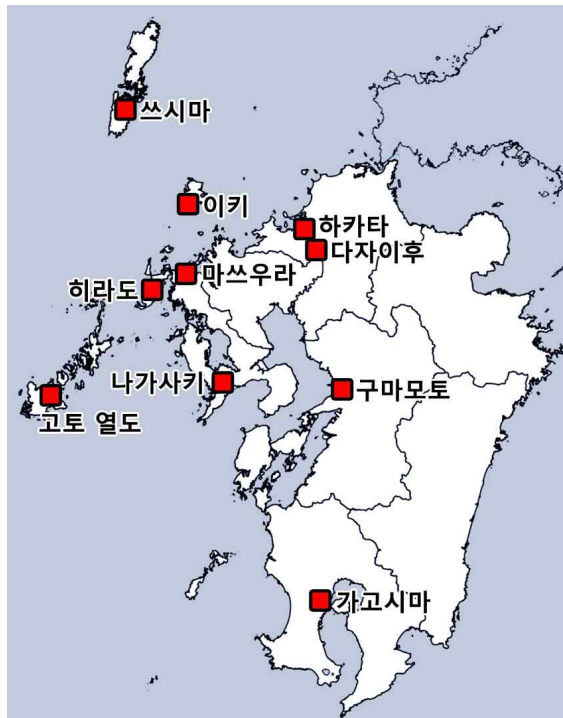 쓰시마
이키
하카타
다자이후
마쓰우라
히라도
나가사키
구마모토
고토 열도
가고시마